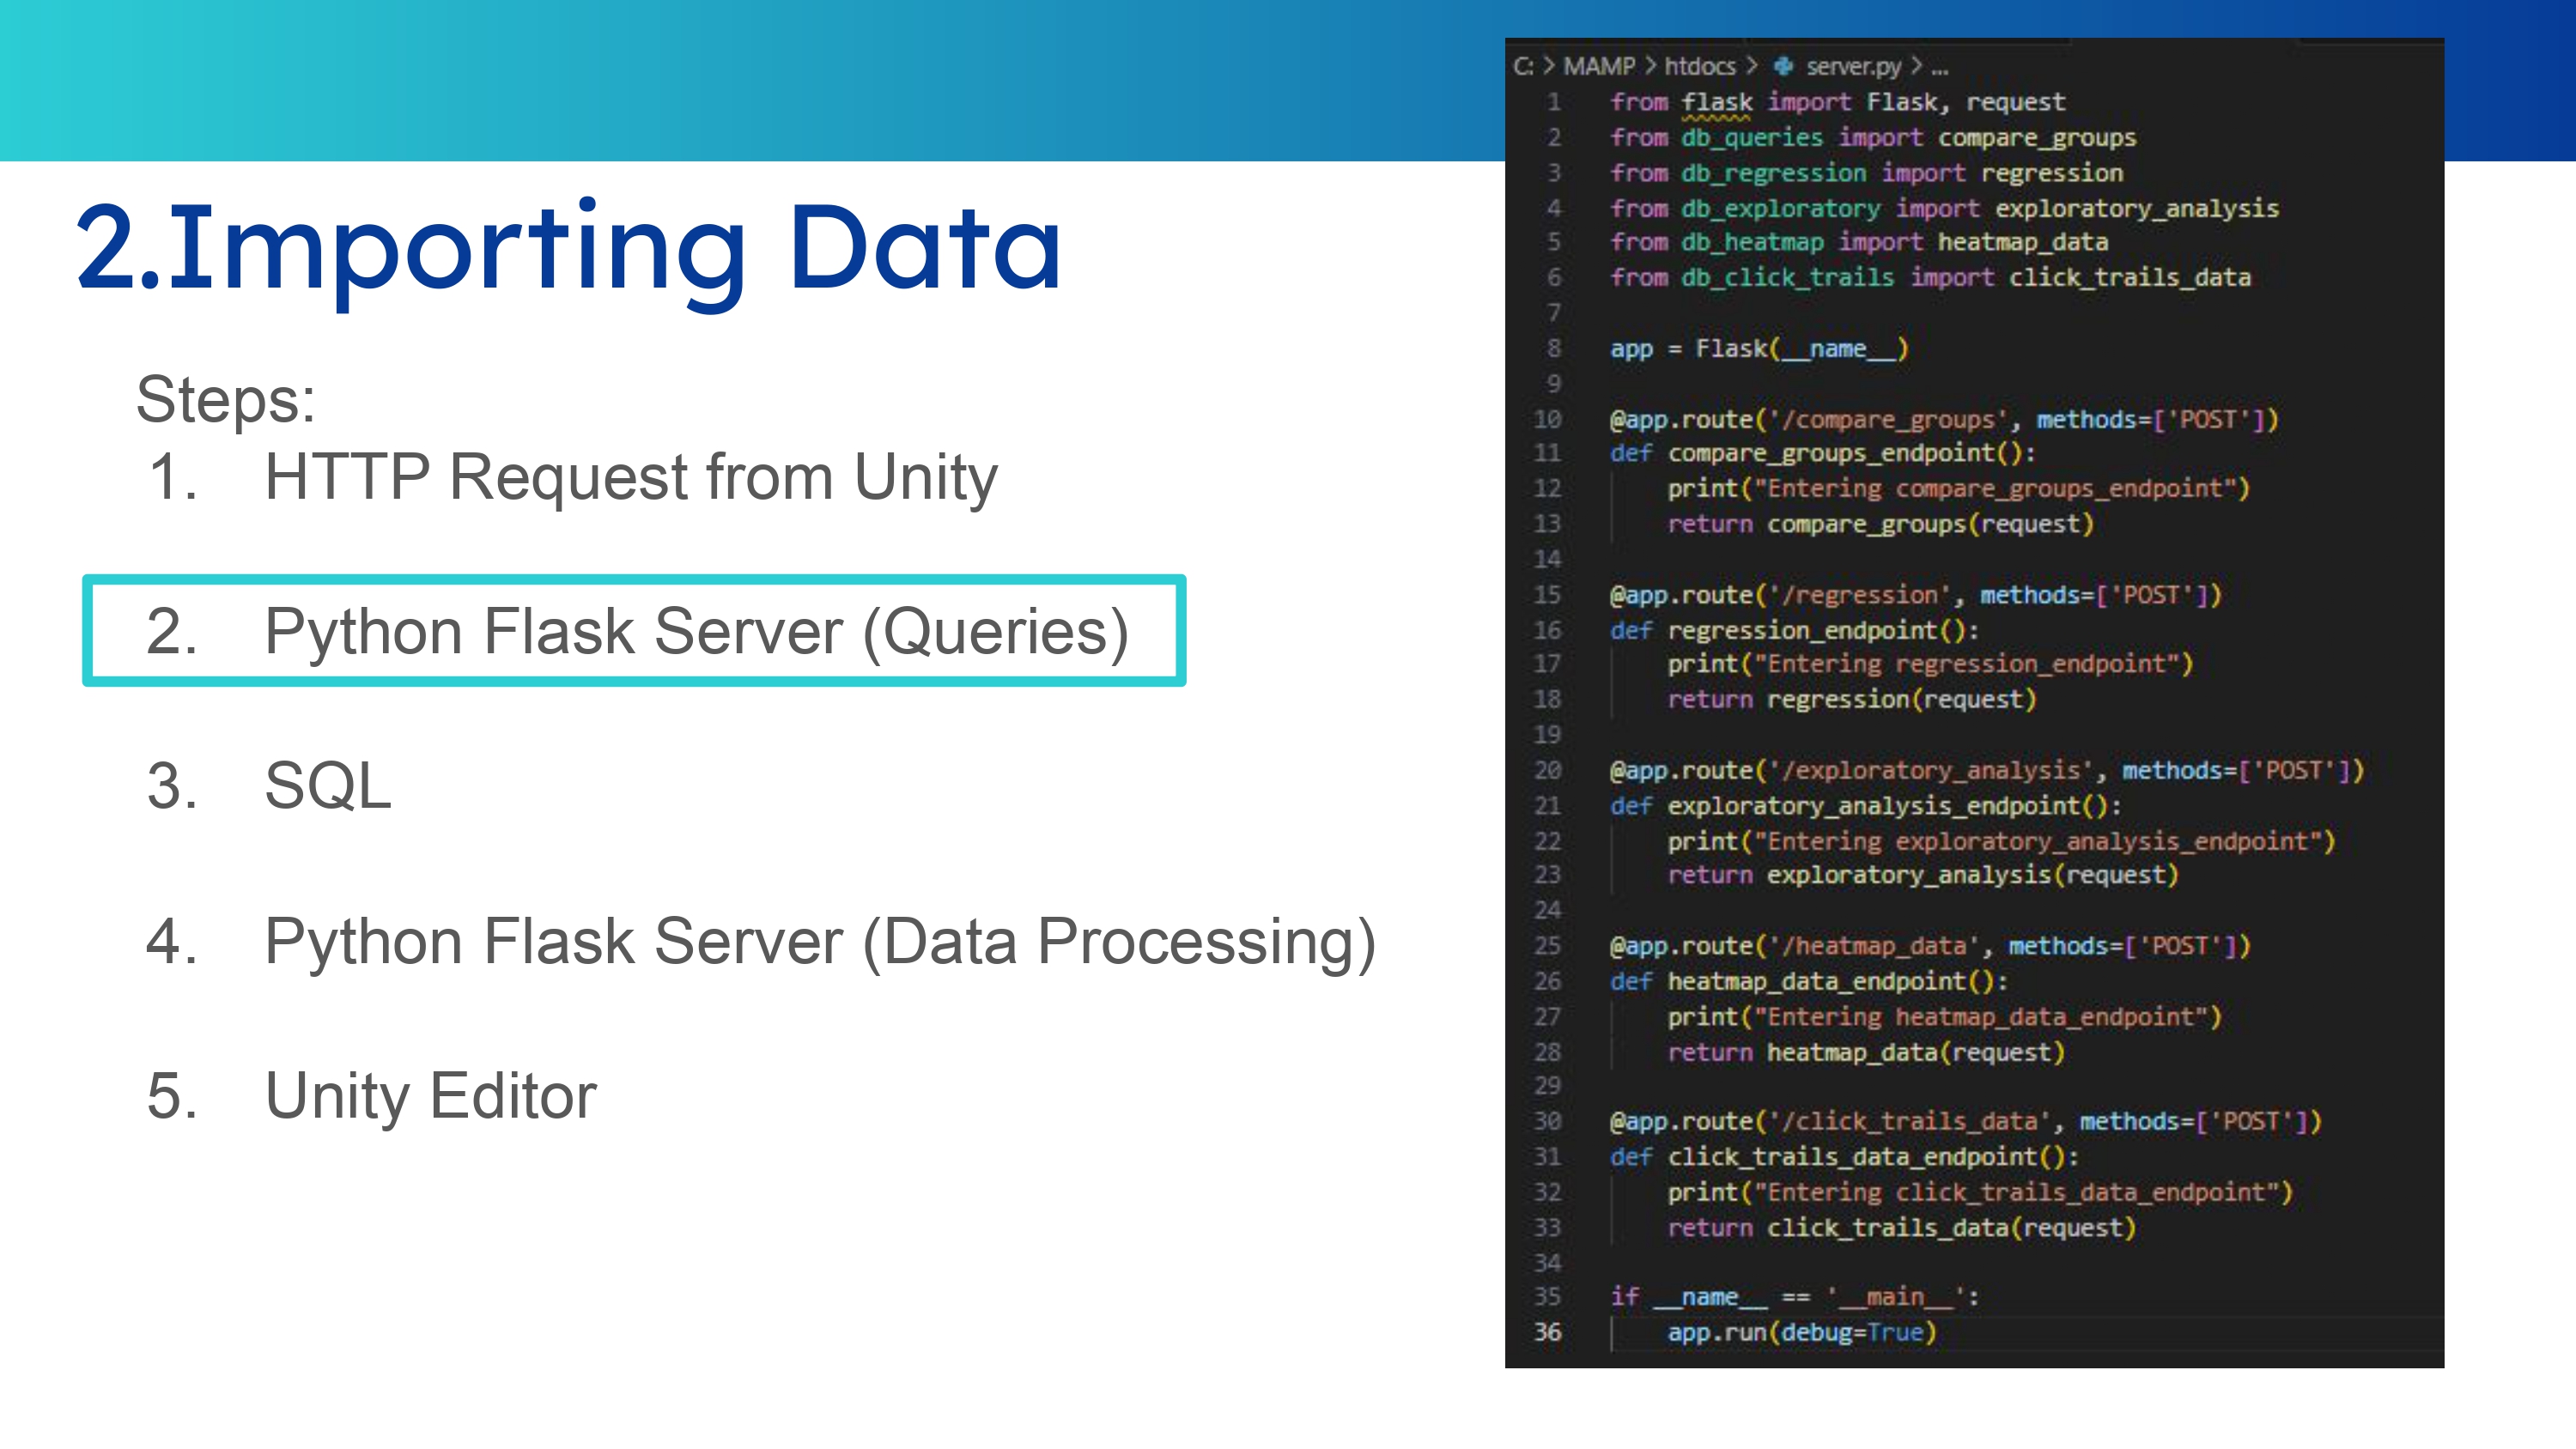 2.Importing Data
Steps:
1. HTTP Request from Unity
2. Python Flask Server (Queries)
3. SQL
4. Python Flask Server (Data Processing)
5. Unity Editor
C: > MAMP > htdocs > server.py > ...
1 from flask import Flask, request
2 from db_queries import compare_groups
3 from db_regression import regression
4 from db_exploratory import exploratory_analysis
5 from db_heatmap import heatmap_data
6 from db_click_trails import click_trails_data
7
8 app = Flask(__name__)
9
10 @app.route('/compare_groups', methods=['POST'])
11 def compare_groups_endpoint():
12     print("Entering compare_groups_endpoint")
13     return compare_groups(request)
14
15 @app.route('/regression', methods=['POST'])
16 def regression_endpoint():
17     print("Entering regression_endpoint")
18     return regression(request)
19
20 @app.route('/exploratory_analysis', methods=['POST'])
21 def exploratory_analysis_endpoint():
22     print("Entering exploratory_analysis_endpoint")
23     return exploratory_analysis(request)
24
25 @app.route('/heatmap_data', methods=['POST'])
26 def heatmap_data_endpoint():
27     print("Entering heatmap_data_endpoint")
28     return heatmap_data(request)
29
30 @app.route('/click_trails_data', methods=['POST'])
31 def click_trails_data_endpoint():
32     print("Entering click_trails_data_endpoint")
33     return click_trails_data(request)
34
35 if __name__ == '__main__':
36     app.run(debug=True)